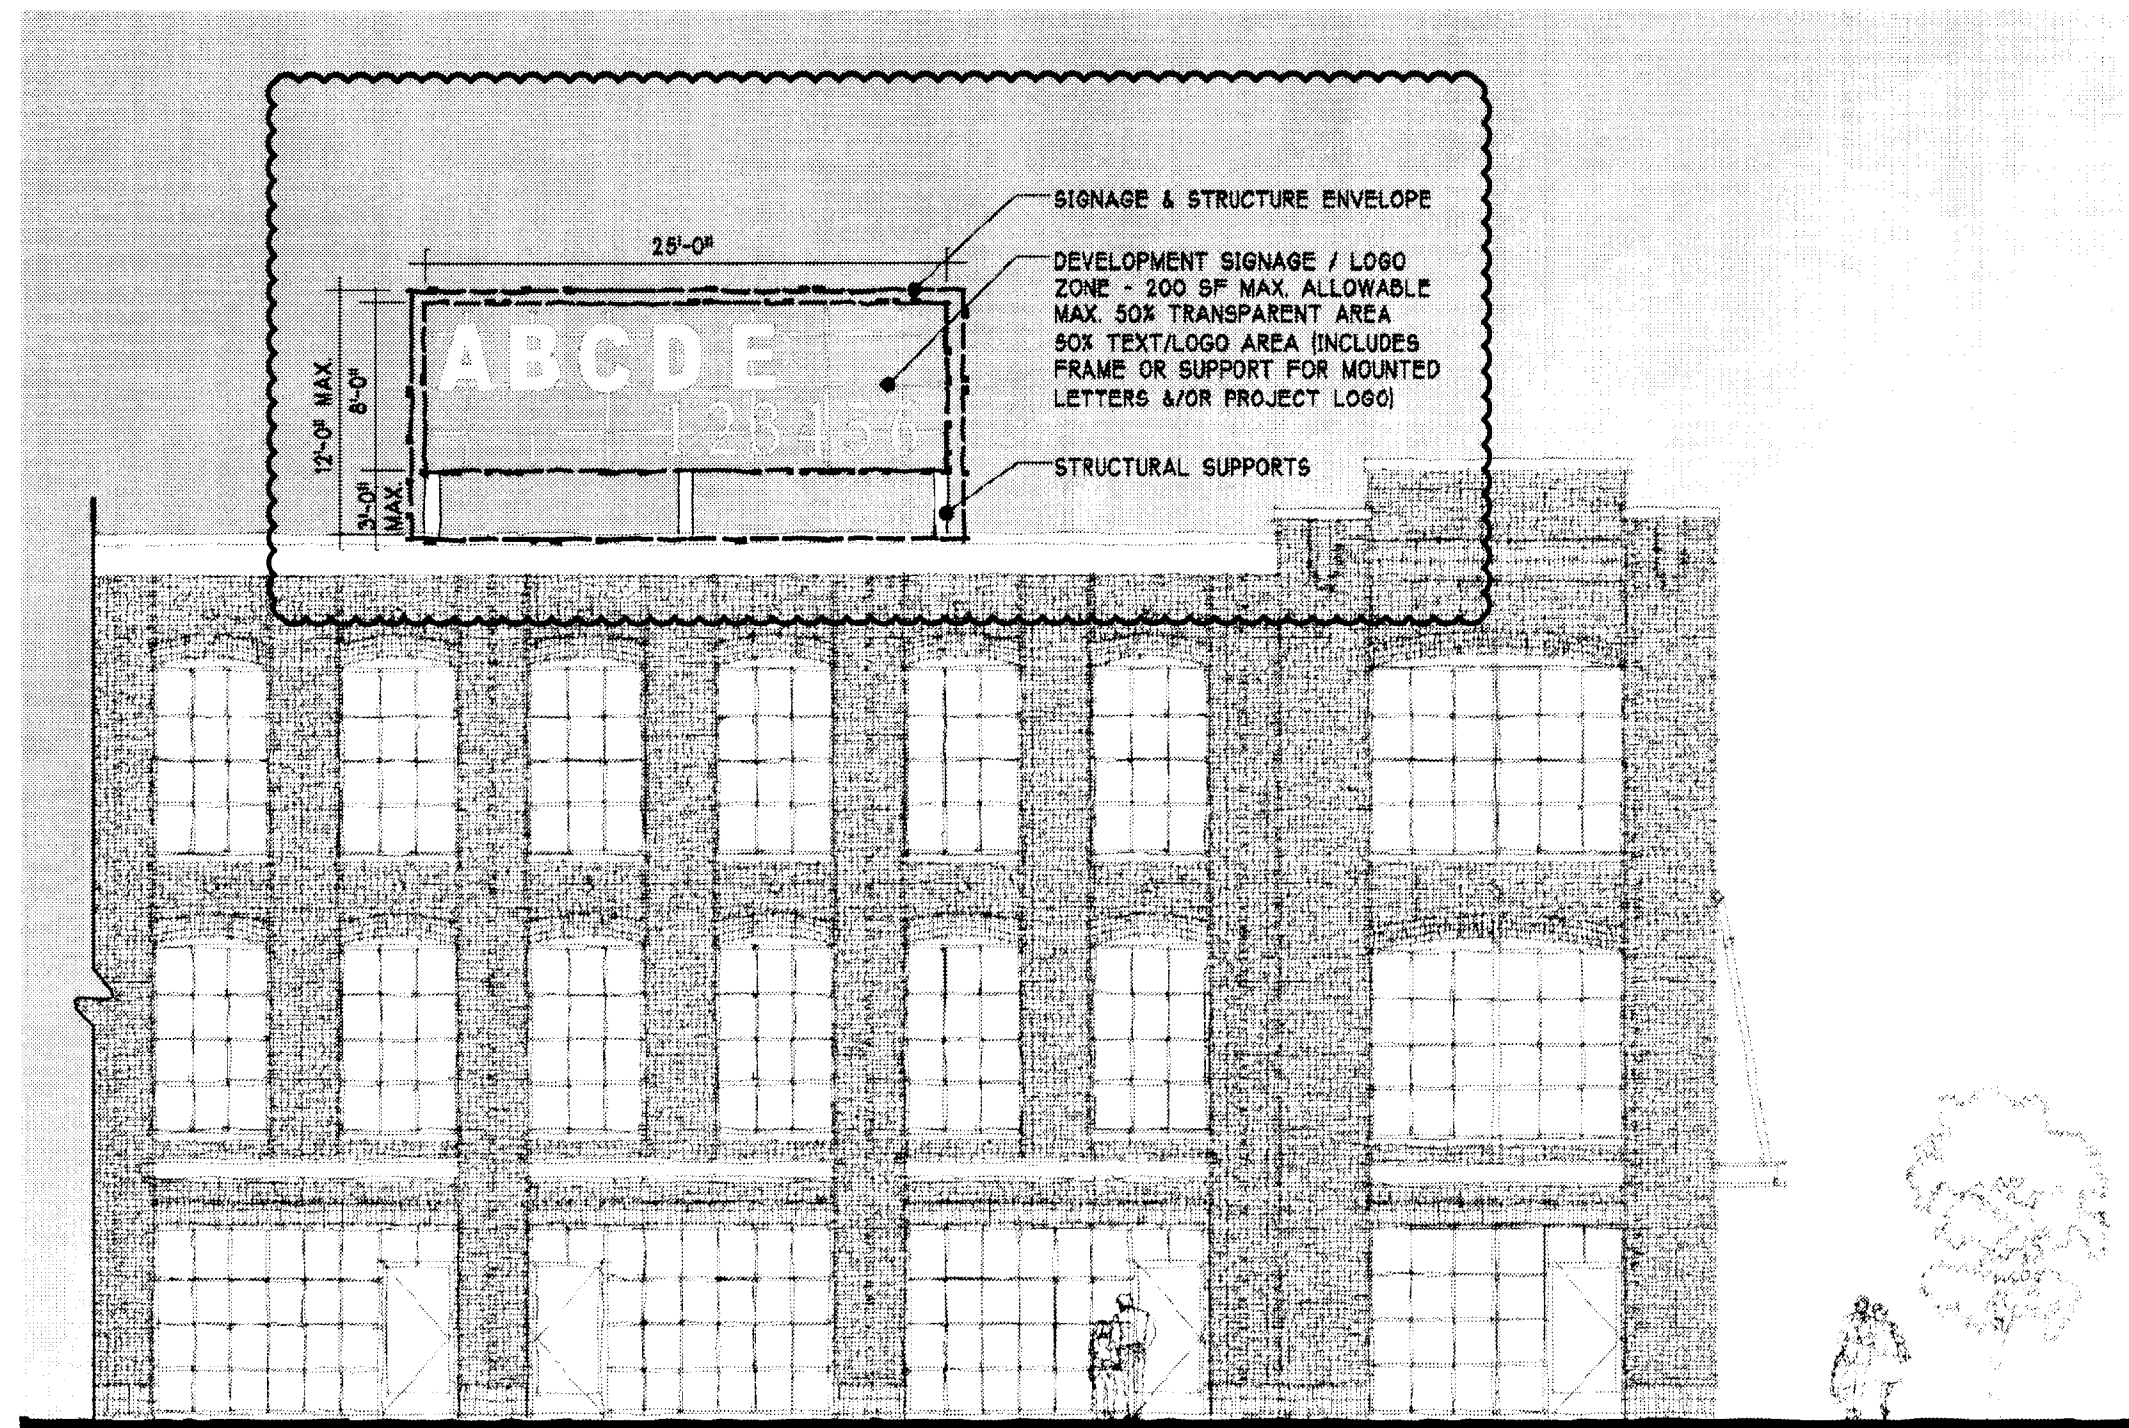 SIGNAGE & STRUCTURE ENVELOPE
25'-0"
DEVELOPMENT SIGNAGE / LOGO
ZONE - 200 SF MAX. ALLOWABLE
MAX. 50% TRANSPARENT AREA
50% TEXT/LOGO AREA (INCLUDES
FRAME OR SUPPORT FOR MOUNTED
LETTERS &/OR PROJECT LOGO)
ABCDE
123456
12'-0" MAX.
8'-0"
3'-0"
MAX.
STRUCTURAL SUPPORTS